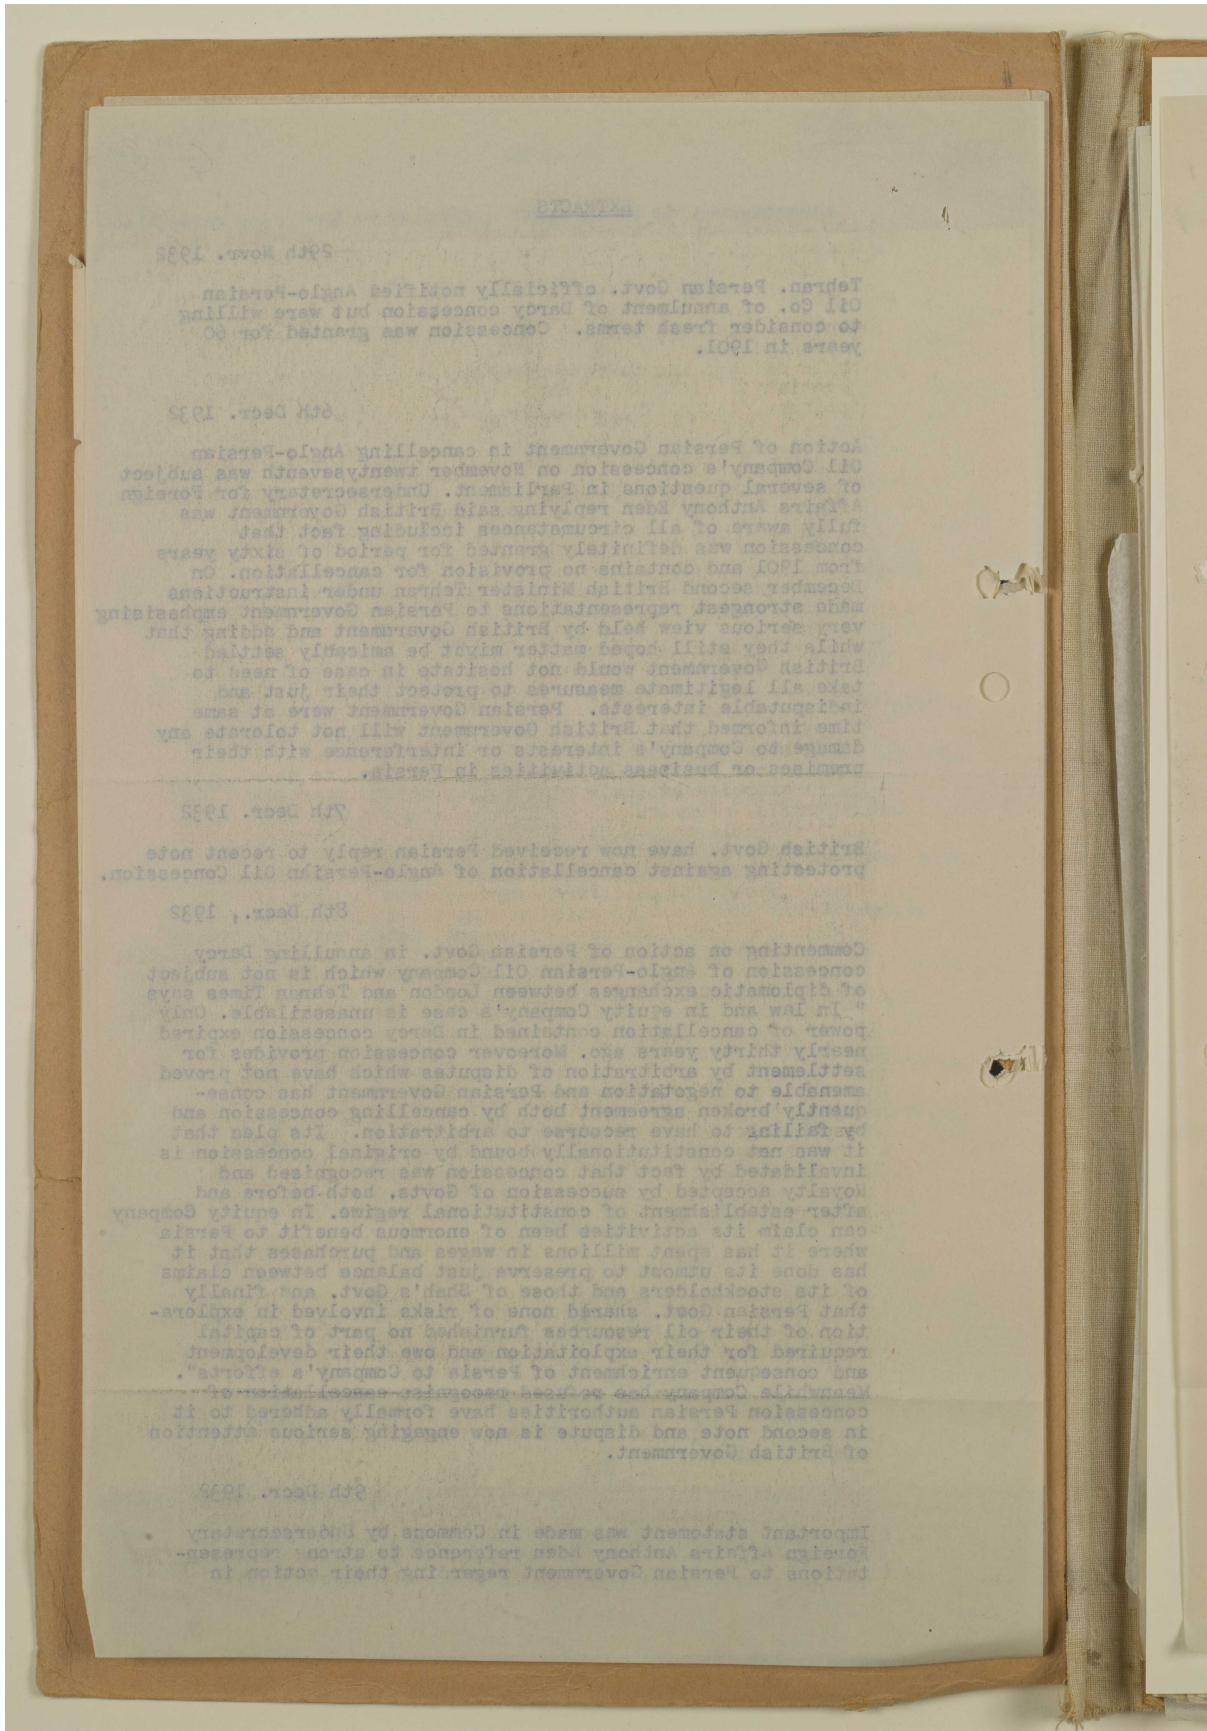 EXTRACTS
29th Novr. 1932
Tehran. Persian Govt. officially notified Anglo-Persian
Oil Co. of annulment of Darcy concession but were willing
to consider fresh terms. Concession was granted for 60
years in 1901.
6th Decr. 1932
Action of Persian Government in cancelling Anglo-Persian
Oil Company's concession on November twentyseventh was subject
of several questions in Parliament. Undersecretary for Foreign
Affairs Anthony Eden replying said British Government was
fully aware of all circumstances including fact that
concession was definitely granted for period of sixty years
from 1901 and contains no provision for cancellation. On
December second British Minister Tehran under instructions
made strongest representations to Persian Government emphasising
very serious view held by British Government and adding that
while they still hoped matter might be amicably settled
British Government would not hesitate in case of need to
take all legitimate measures to protect their just and
indisputable interests. Persian Government were at same
time informed that British Government will not tolerate any
damage to Company's interests or interference with their
premises or business activities in Persia.
7th Decr. 1932
British Govt. have now received Persian reply to recent note
protesting against cancellation of Anglo-Persian Oil Concession.
8th Decr., 1932
Commenting on action of Persian Govt. in annulling Darcy
concession of Anglo-Persian Oil Company which is not subject
of diplomatic exchanges between London and Tehran Times says
" In law and in equity Company's case is unassailable. Only
power of cancellation contained in Darcy concession expired
nearly thirty years ago. Moreover concession provides for
settlement by arbitration of disputes which have not proved
amenable to negotation and Persian Government has conse-
quently broken agreement both by cancelling concession and
by failing to have recourse to arbitration. Its plea that
it was not constitutionally bound by original concession is
invalidated by fact that concession was recognised and
Royalty accepted by succession of Govts. both before and
after establishment of constitutional regime. In equity Company
can claim its activities been of enormous benefit to Persia
where it has spent millions in wages and purchases that it
has done its utmost to preserve just balance between claims
of its stockholders and those of Shah's Govt. and finally
that Persian Govt. shared none of risks involved in explora-
tion of their oil resources furnished no part of capital
required for their exploitation and owe their development
and consequent enrichment of Persia to Company's efforts".
Meanwhile Company has refused recognise cancellation of
concession Persian authorities have formally adhered to it
in second note and dispute is now engaging serious attention
of British Government.
9th Decr. 1932
Important statement was made in Commons by Undersecretary
Foreign Affairs Anthony Eden reference to strong represen-
tations to Persian Government regarding their action in